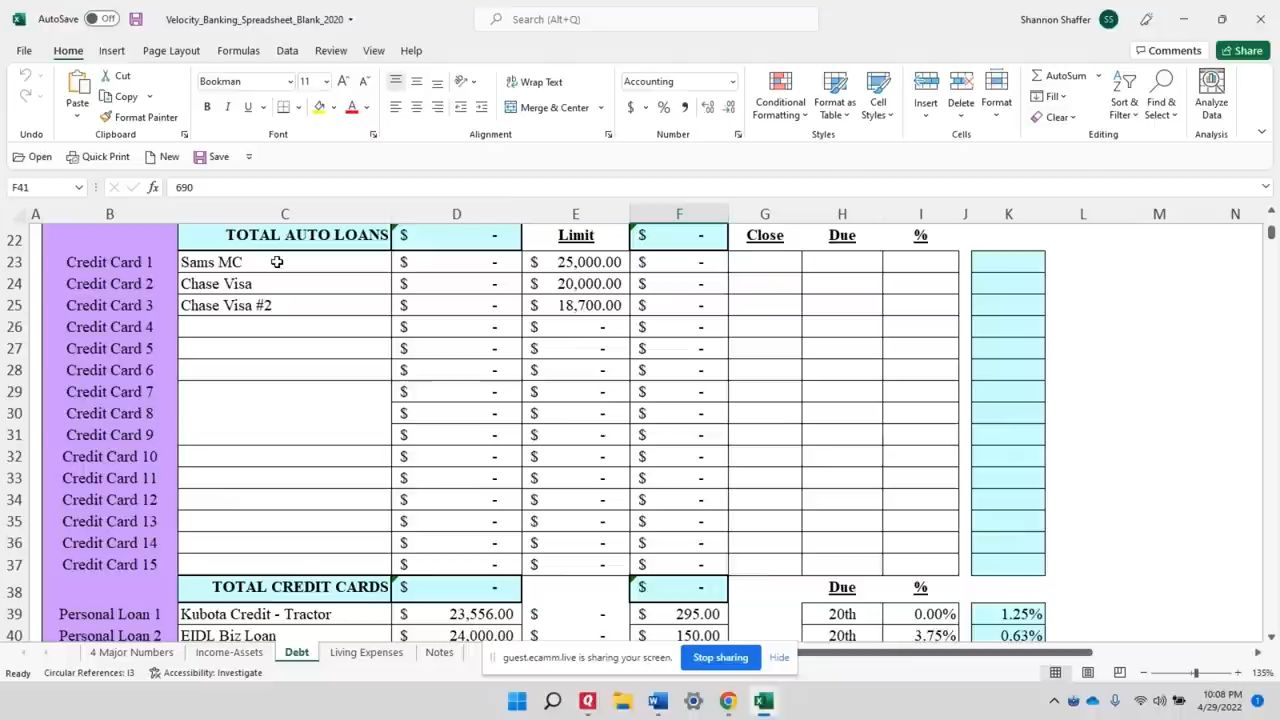 AutoSave Off Velocity_Banking_Spreadsheet_Blank_2020 Search (Alt+Q) Shannon Shaffer SS
File Home Insert Page Layout Formulas Data Review View Help Comments Share
Undo
Paste Cut Copy Format Painter
Clipboard
Bookman 11 A A
B I U A
Font
Wrap Text
Merge & Center
Alignment
Accounting
$ % ,
Number
Conditional Formatting Format as Table Cell Styles
Styles
Insert Delete Format
Cells
AutoSum
Fill
Clear
Sort & Filter Find & Select
Editing
Analyze Data
Analysis
Open Quick Print New Save
F41 fx 690
A B C D E F G H I J K L M N
22 TOTAL AUTO LOANS $ - Limit $ - Close Due %
23 Credit Card 1 Sams MC $ - $ 25,000.00 $ -
24 Credit Card 2 Chase Visa $ - $ 20,000.00 $ -
25 Credit Card 3 Chase Visa #2 $ - $ 18,700.00 $ -
26 Credit Card 4 $ - $ - $ -
27 Credit Card 5 $ - $ - $ -
28 Credit Card 6 $ - $ - $ -
29 Credit Card 7 $ - $ - $ -
30 Credit Card 8 $ - $ - $ -
31 Credit Card 9 $ - $ - $ -
32 Credit Card 10 $ - $ - $ -
33 Credit Card 11 $ - $ - $ -
34 Credit Card 12 $ - $ - $ -
35 Credit Card 13 $ - $ - $ -
36 Credit Card 14 $ - $ - $ -
37 Credit Card 15 $ - $ - $ -
38 TOTAL CREDIT CARDS $ - $ - Due %
39 Personal Loan 1 Kubota Credit - Tractor 23,556.00 $ - 295.00 20th 0.00% 1.25%
40 Personal Loan 2 EIDL Biz Loan 24,000.00 150.00 20th 3.75% 0.63%
4 Major Numbers Income-Assets Debt Living Expenses Notes
guest.ecamm.live is sharing your screen. Stop sharing Hide
Ready Circular References: I3 Accessibility: Investigate 135%
10:08 PM
4/29/2022
1